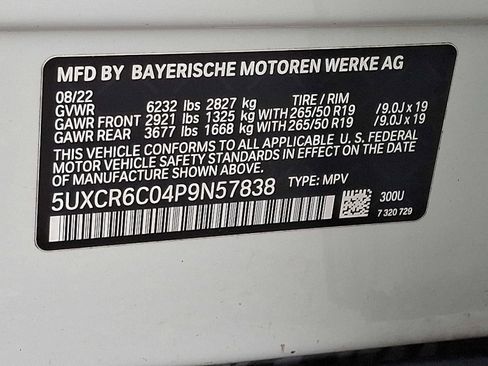 MFD BY BAYERISCHE MOTOREN WERKE AG
08/22 TIRE / RIM
GVWR 6232 lbs 2827 kg
GAWR FRONT 2921 lbs 1325 kg WITH 265/50 R19 / 9.0J x 19
GAWR REAR 3677 lbs 1668 kg WITH 265/50 R19 / 9.0J x 19
THIS VEHICLE CONFORMS TO ALL APPLICABLE U. S. FEDERAL
MOTOR VEHICLE SAFETY STANDARDS IN EFFECT ON THE DATE OF
MANUFACTURE SHOWN ABOVE.
5UXCR6C04P9N57838 TYPE: MPV
300U
7 320 729